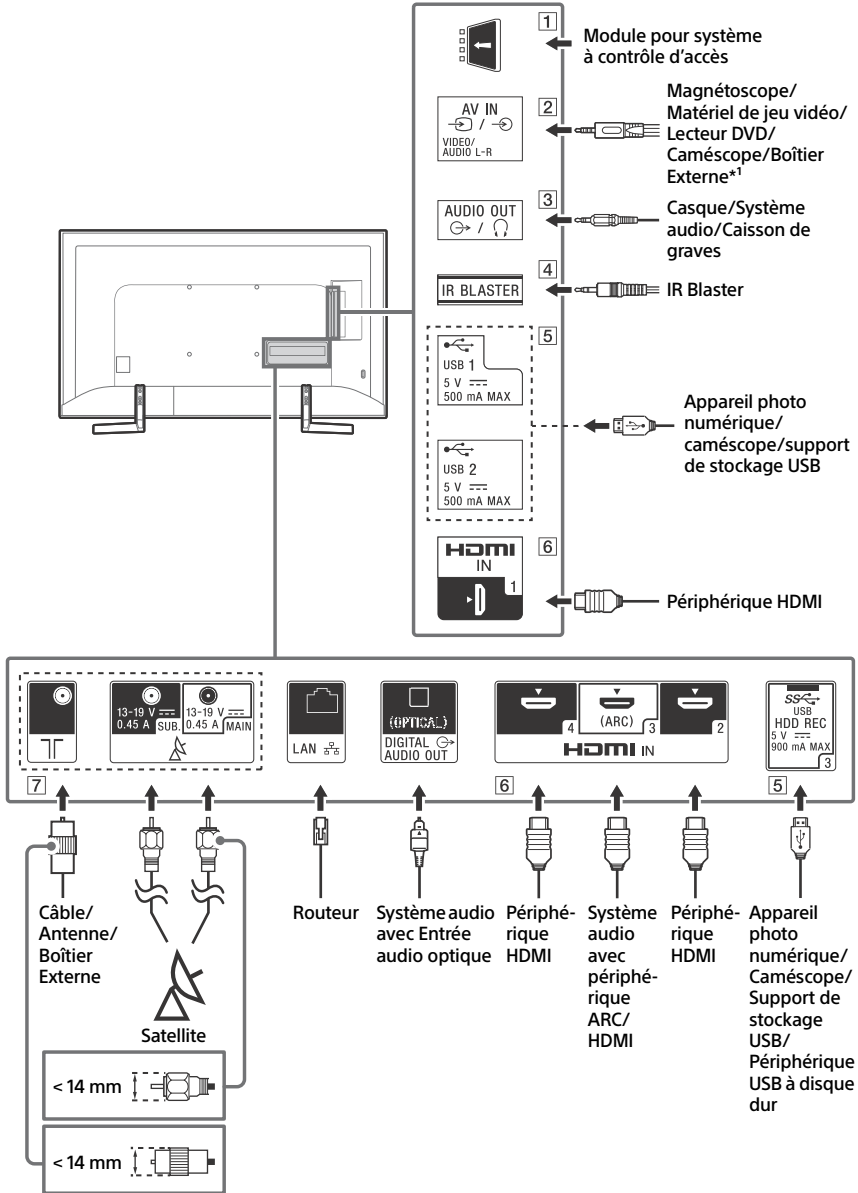 1
Module pour système
à contrôle d'accès
AV IN
/
VIDEO/
AUDIO L-R
2
Magnétoscope/
Matériel de jeu vidéo/
Lecteur DVD/
Caméscope/Boîtier
Externe*1
AUDIO OUT
/
3
Casque/Système
audio/Caisson de
graves
4
IR BLASTER
IR Blaster
5
USB 1
5 V
500 mA MAX
USB 2
5 V
500 mA MAX
Appareil photo
numérique/
caméscope/support
de stockage USB
HDMI
IN
1
6
Périphérique HDMI
13-19 V
0.45 A
SUB.
13-19 V
0.45 A
MAIN
LAN
(OPTICAL)
DIGITAL
AUDIO OUT
4
(ARC)
3
2
HDMI IN
SS
USB
HDD REC
5 V
900 mA MAX
3
7
6
5
Câble/
Antenne/
Boîtier
Externe
Satellite
Routeur
Système audio
avec Entrée
audio optique
Périphé-
rique
HDMI
Système
audio
avec
périphé-
rique
ARC/
HDMI
Périphé-
rique
HDMI
Appareil
photo
numérique/
Caméscope/
Support de
stockage
USB/
Périphérique
USB à disque
dur
< 14 mm
< 14 mm